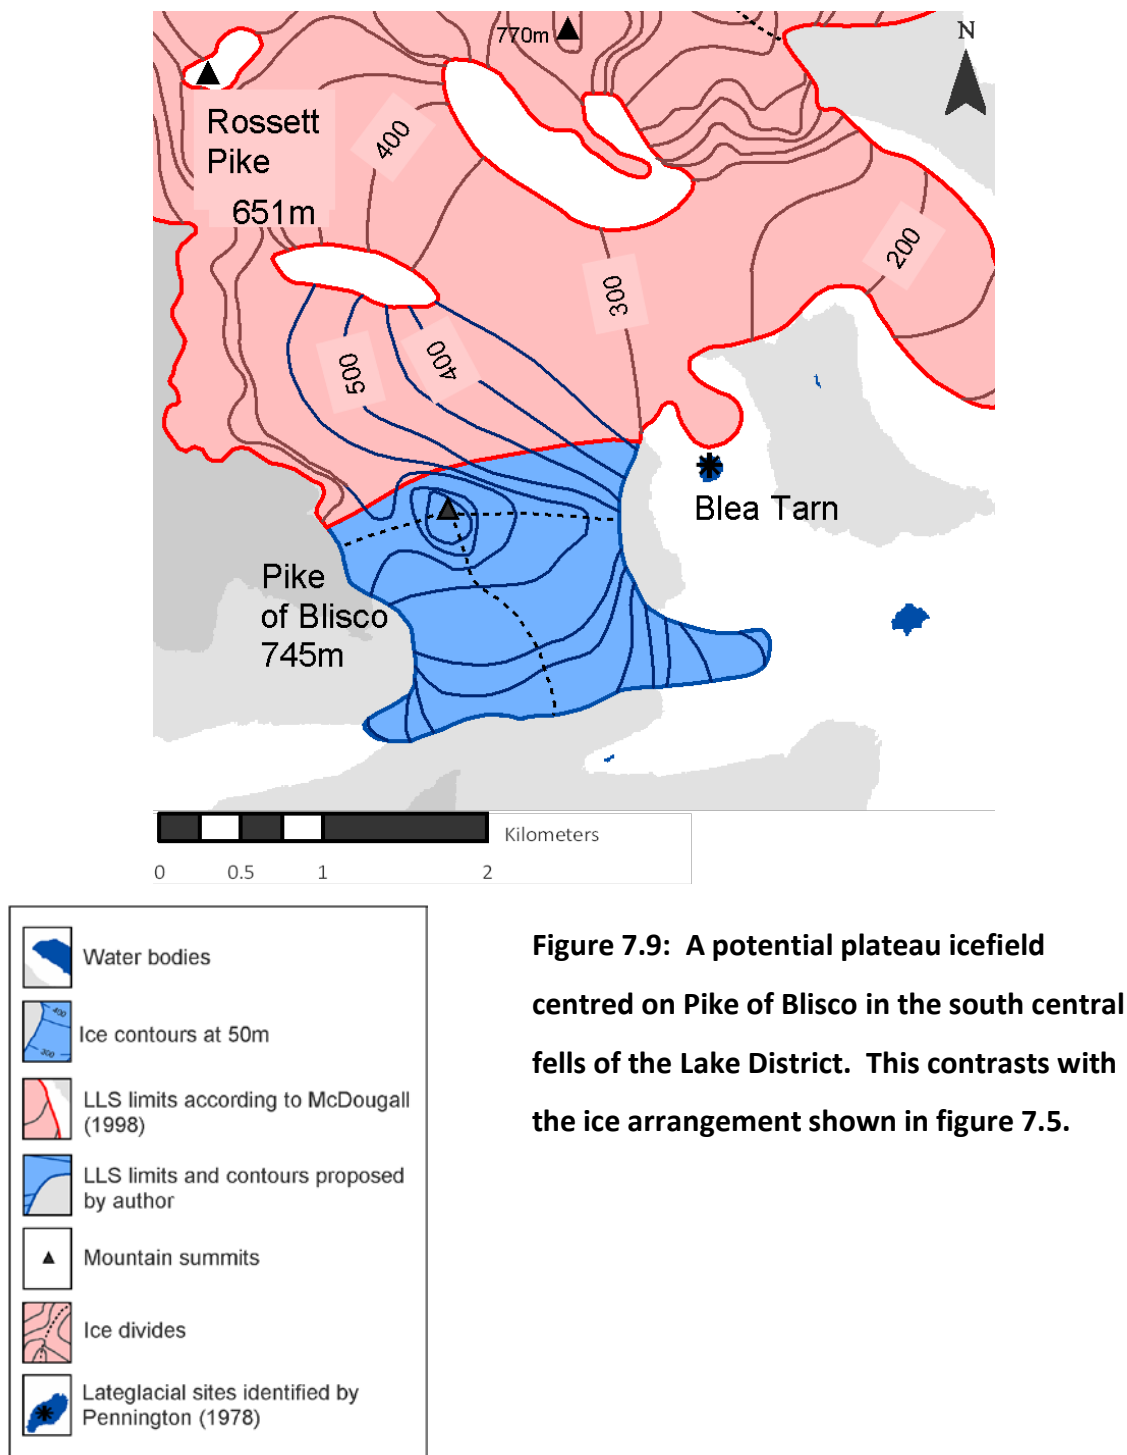 770m
N
Rossett
Pike
651m
400
200
300
500
400
Blea Tarn
Pike
of Blisco
745m
Kilometers
0 0.5 1 2
Water bodies
400
Ice contours at 50m
300
LLS limits according to McDougall
(1998)
LLS limits and contours proposed
by author
Mountain summits
Ice divides
Lateglacial sites identified by
Pennington (1978)
Figure 7.9: A potential plateau icefield
centred on Pike of Blisco in the south central
fells of the Lake District. This contrasts with
the ice arrangement shown in figure 7.5.